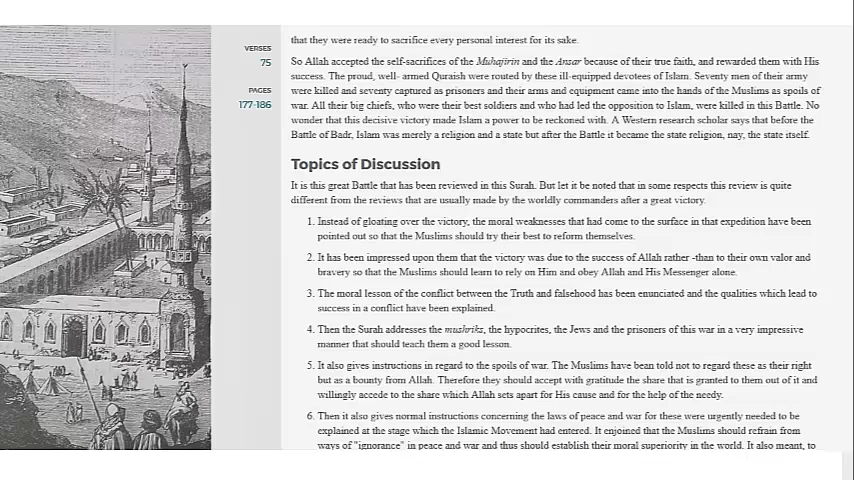 that they were ready to sacrifice every personal interest for its sake.
VERSES
75
PAGES
177-186
So Allah accepted the self-sacrifices of the Muhajirin and the Ansar because of their true faith, and rewarded them with His
success. The proud, well- armed Quraish were routed by these ill-equipped devotees of Islam. Seventy men of their army
were killed and seventy captured as prisoners and their arms and equipment came into the hands of the Muslims as spoils of
war. All their big chiefs, who were their best soldiers and who had led the opposition to Islam, were killed in this Battle. No
wonder that this decisive victory made Islam a power to be reckoned with. A Western research scholar says that before the
Battle of Badr, Islam was merely a religion and a state but after the Battle it became the state religion, nay, the state itself.
Topics of Discussion
It is this great Battle that has been reviewed in this Surah. But let it be noted that in some respects this review is quite
different from the reviews that are usually made by the worldly commanders after a great victory.
1. Instead of gloating over the victory, the moral weaknesses that had come to the surface in that expedition have been
pointed out so that the Muslims should try their best to reform themselves.
2. It has been impressed upon them that the victory was due to the success of Allah rather -than to their own valor and
bravery so that the Muslims should learn to rely on Him and obey Allah and His Messenger alone.
3. The moral lesson of the conflict between the Truth and falsehood has been enunciated and the qualities which lead to
success in a conflict have been explained.
4. Then the Surah addresses the mushriks, the hypocrites, the Jews and the prisoners of this war in a very impressive
manner that should teach them a good lesson.
5. It also gives instructions in regard to the spoils of war. The Muslims have been told not to regard these as their right
but as a bounty from Allah. Therefore they should accept with gratitude the share that is granted to them out of it and
willingly accede to the share which Allah sets apart for His cause and for the help of the needy.
6. Then it also gives normal instructions concerning the laws of peace and war for these were urgently needed to be
explained at the stage which the Islamic Movement had entered. It enjoined that the Muslims should refrain from
ways of "ignorance" in peace and war and thus should establish their moral superiority in the world. It also meant, to